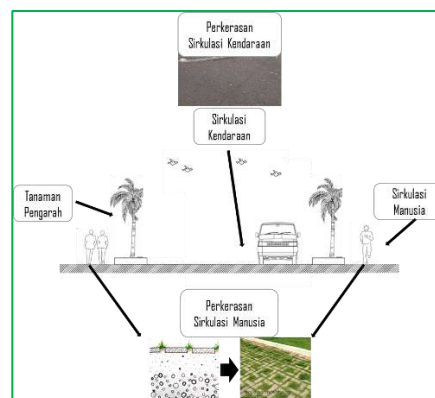 Perkerasan
Sirkulasi Kendaraan
Sirkulasi
Kendaraan
Tanaman
Pengarah
Sirkulasi
Manusia
Perkerasan
Sirkulasi Manusia